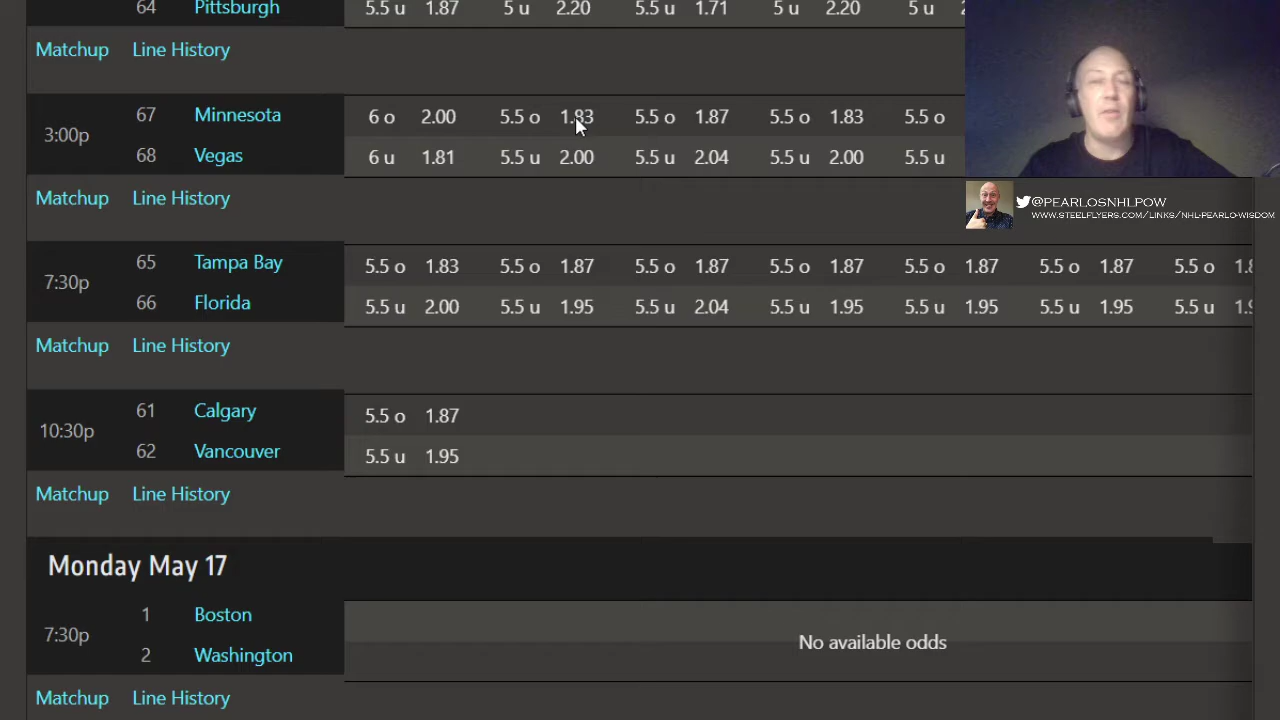 64 Pittsburgh 5.5 u 1.87 5 u 2.20 5.5 u 1.71 5 u 2.20 5 u
Matchup Line History
3:00p
67 Minnesota 6 o 2.00 5.5 o 1.83 5.5 o 1.87 5.5 o 1.83 5.5 o
68 Vegas 6 u 1.81 5.5 u 2.00 5.5 u 2.04 5.5 u 2.00 5.5 u
Matchup Line History
@PEARLOSNHLPOW
WWW.STEELFLYERS.COM/LINKS/NHL-PEARLO-WISDOM
7:30p
65 Tampa Bay 5.5 o 1.83 5.5 o 1.87 5.5 o 1.87 5.5 o 1.87 5.5 o 1.87 5.5 o 1.87 5.5 o
66 Florida 5.5 u 2.00 5.5 u 1.95 5.5 u 2.04 5.5 u 1.95 5.5 u 1.95 5.5 u 1.95 5.5 u
Matchup Line History
10:30p
61 Calgary 5.5 o 1.87
62 Vancouver 5.5 u 1.95
Matchup Line History
Monday May 17
7:30p
1 Boston
No available odds
2 Washington
Matchup Line History